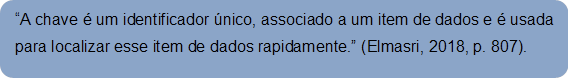 “A chave é um identificador único, associado a um item de dados e é usada
para localizar esse item de dados rapidamente.” (Elmasri, 2018, p. 807).